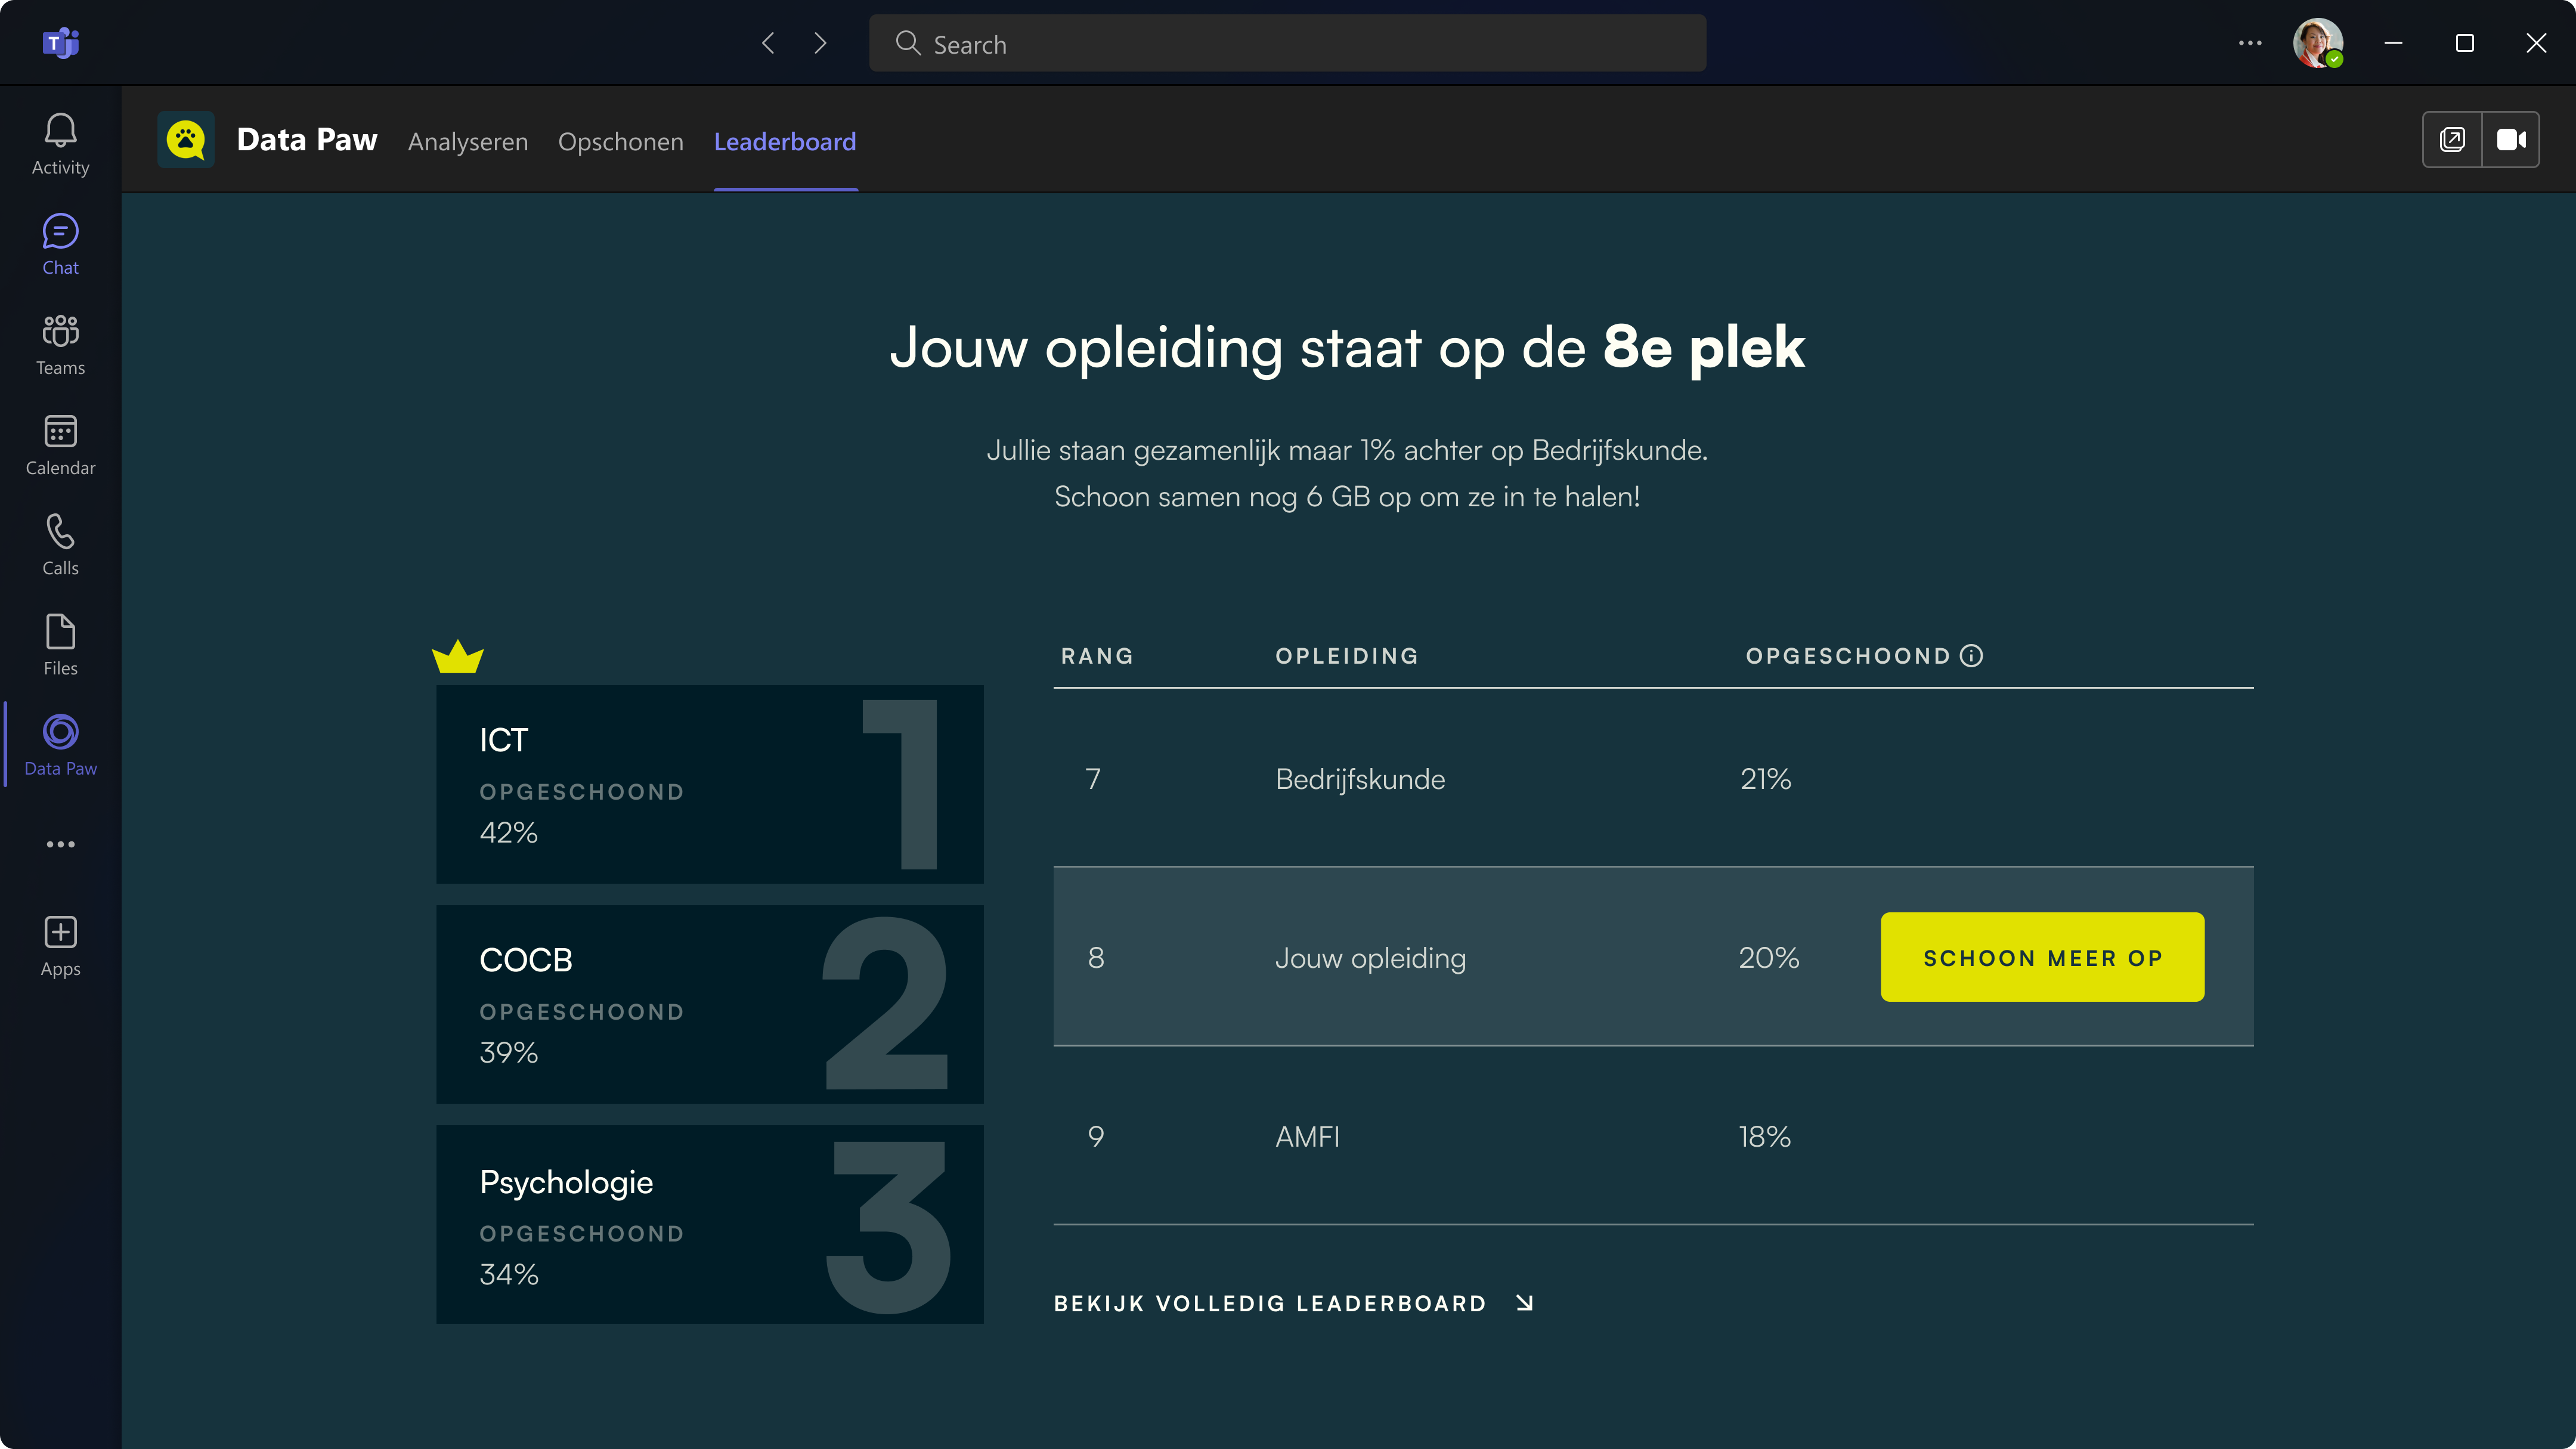 Search
Activity
Chat
Teams
Calendar
Calls
Files
Data Paw
Apps
Data Paw Analyseren Opschonen Leaderboard
Jouw opleiding staat op de 8e plek
Jullie staan gezamenlijk maar 1% achter op Bedrijfskunde.
Schoon samen nog 6 GB op om ze in te halen!
1
ICT
OPGESCHOOND
42%
2
COCB
OPGESCHOOND
39%
3
Psychologie
OPGESCHOOND
34%
RANG OPLEIDING OPGESCHOOND
7 Bedrijfskunde 21%
8 Jouw opleiding 20% SCHOON MEER OP
9 AMFI 18%
BEKIJK VOLLEDIG LEADERBOARD